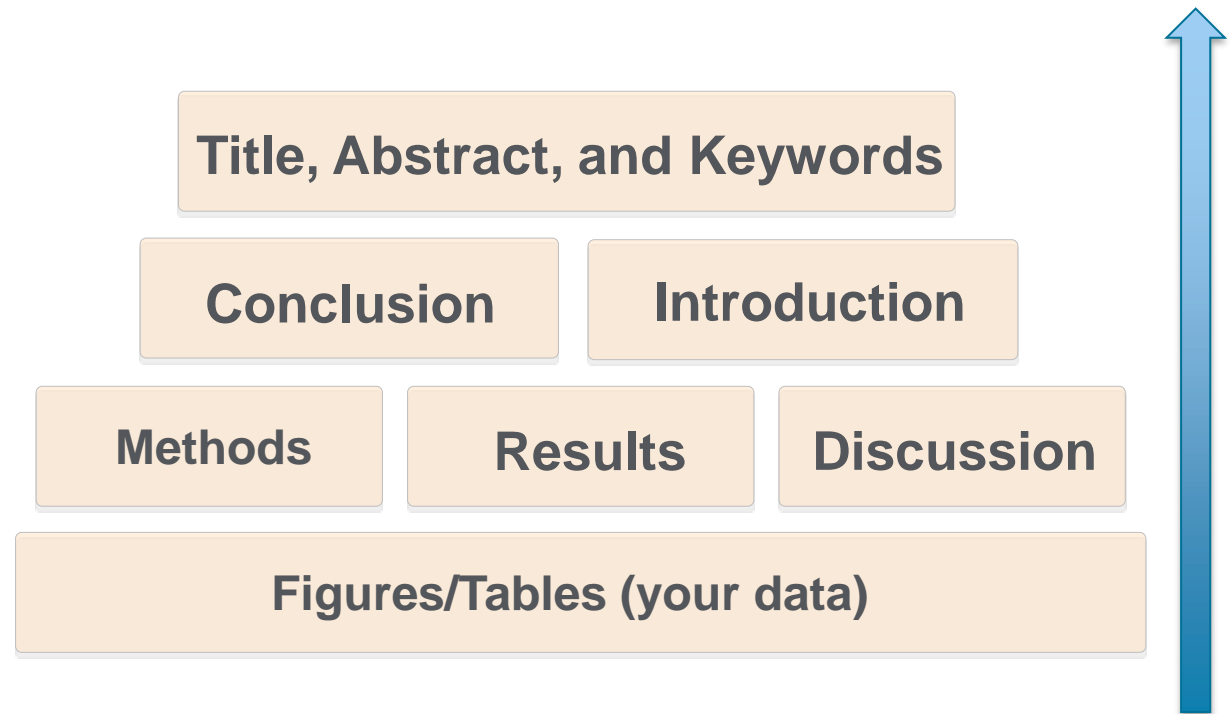 Title, Abstract, and Keywords
Conclusion
Introduction
Methods
Results
Discussion
Figures/Tables (your data)